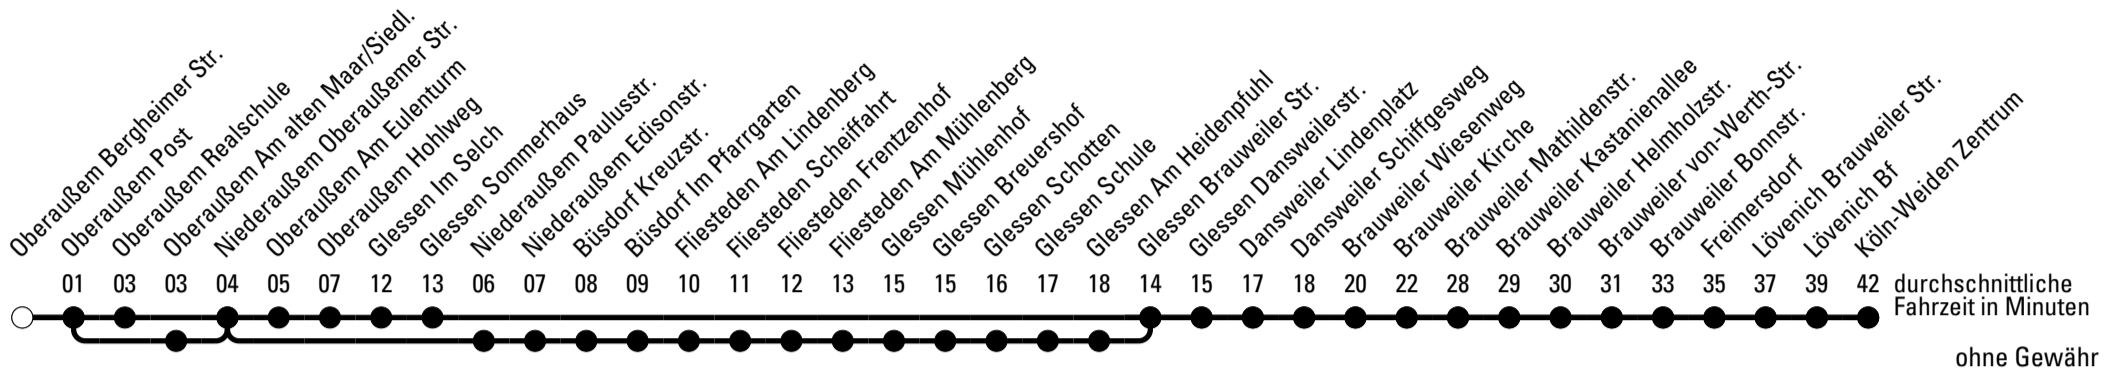 Oberaußem Bergheimer Str.
Oberaußem Post
Oberaußem Realschule
Oberaußem Am alten Maar/Siedl.
Niederaußem Oberaußemer Str.
Oberaußem Am Eulenturm
Oberaußem Hohlweg
Glessen Im Selch
Glessen Sommerhaus
Niederaußem Paulusstr.
Niederaußem Edisonstr.
Büsdorf Kreuzstr.
Büsdorf Im Pfarrgarten
Fliesteden Am Lindenberg
Fliesteden Scheiffahrt
Fliesteden Frentzenhof
Fliesteden Am Mühlenberg
Glessen Mühlenhof
Glessen Breuershof
Glessen Schotten
Glessen Schule
Glessen Am Heidenpfuhl
Glessen Brauweiler Str.
Glessen Dansweilerstr.
Dansweiler Lindenplatz
Dansweiler Schiffgesweg
Brauweiler Wiesenweg
Brauweiler Kirche
Brauweiler Mathildenstr.
Brauweiler Kastanienallee
Brauweiler Helmholzstr.
Brauweiler von-Werth-Str.
Brauweiler Bonnstr.
Freimersdorf
Lövenich Brauweiler Str.
Lövenich Bf
Köln-Weiden Zentrum
01 03 03 04 05 07 12 13 06 07 08 09 10 11 12 13 15 15 16 17 18 14 15 17 18 20 22 28 29 30 31 33 35 37 39 42 durchschnittliche
Fahrzeit in Minuten
ohne Gewähr